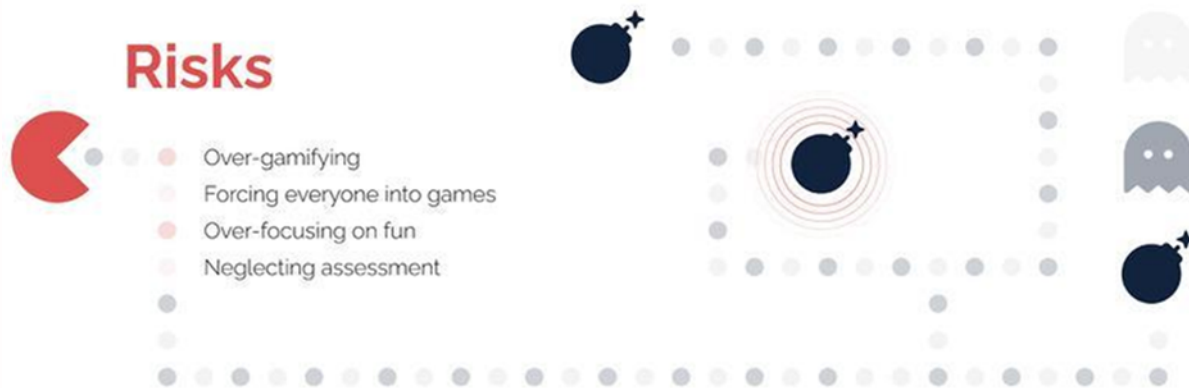 Risks
Over-gamifying
Forcing everyone into games
Over-focusing on fun
Neglecting assessment